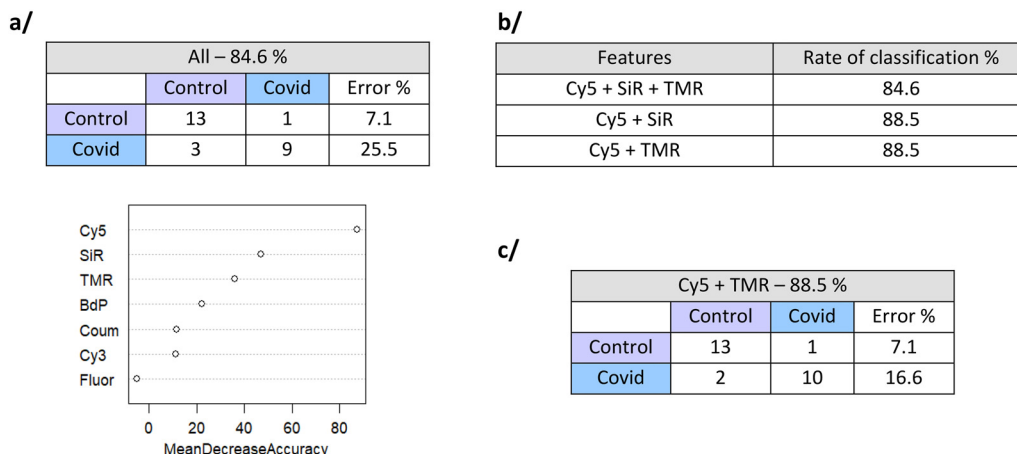 a/
All – 84.6 %
Control Covid Error %
Control 13 1 7.1
Covid 3 9 25.5
Cy5
SiR
TMR
BdP
Coum
Cy3
Fluor
0 20 40 60 80
MeanDecreaseAccuracy
b/
Features Rate of classification %
Cy5 + SiR + TMR 84.6
Cy5 + SiR 88.5
Cy5 + TMR 88.5
c/
Cy5 + TMR – 88.5 %
Control Covid Error %
Control 13 1 7.1
Covid 2 10 16.6